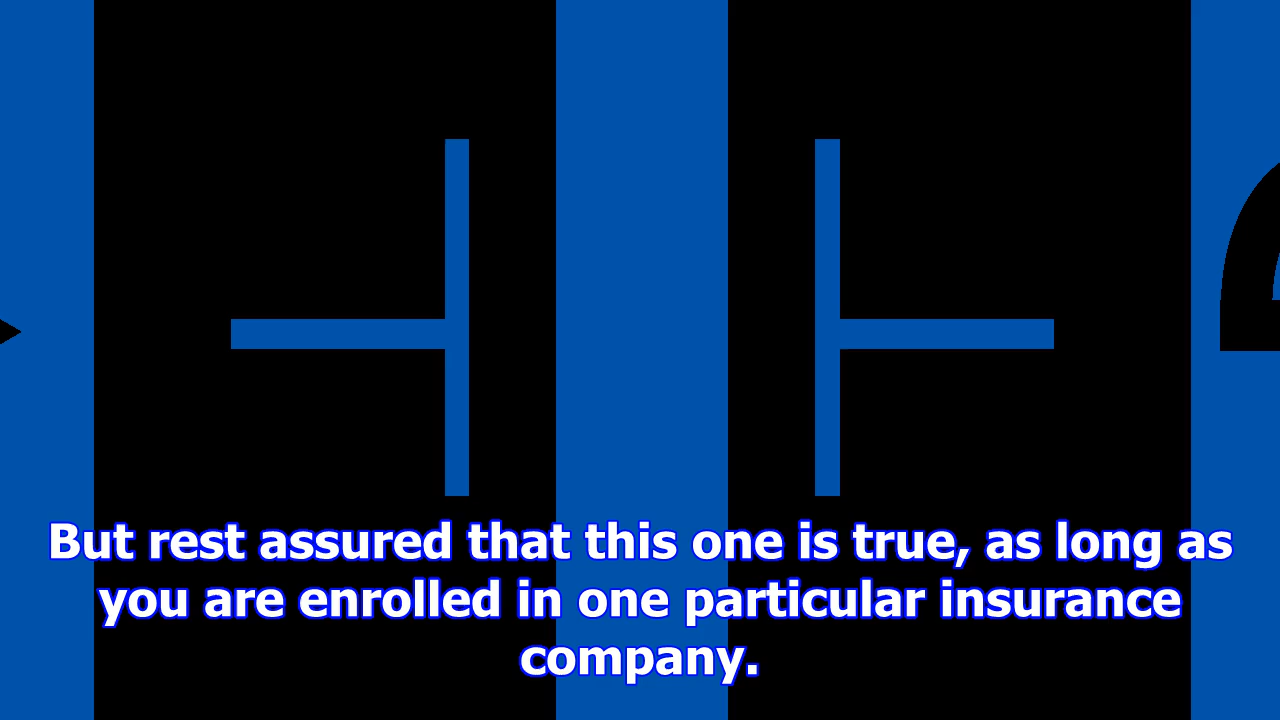 But rest assured that this one is true, as long as
you are enrolled in one particular insurance
company.